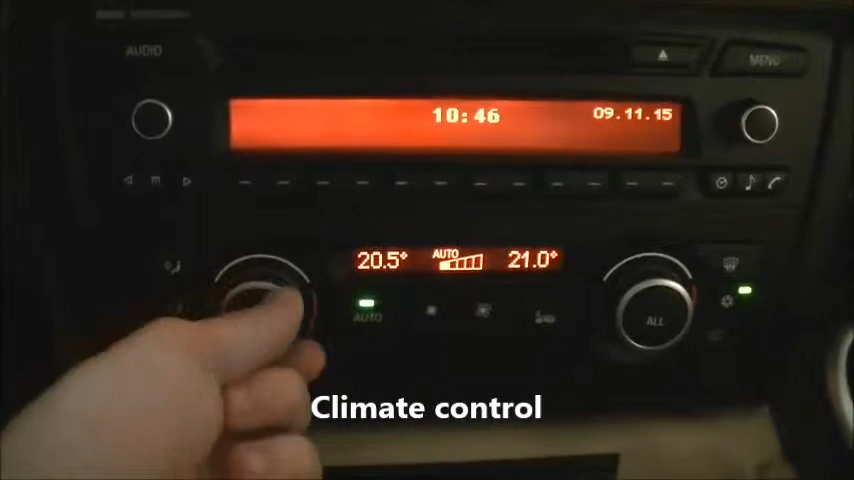 AUDIO
MENU
10:46
09.11.15
m
20.5°
AUTO
21.0°
AUTO
ALL
Climate control